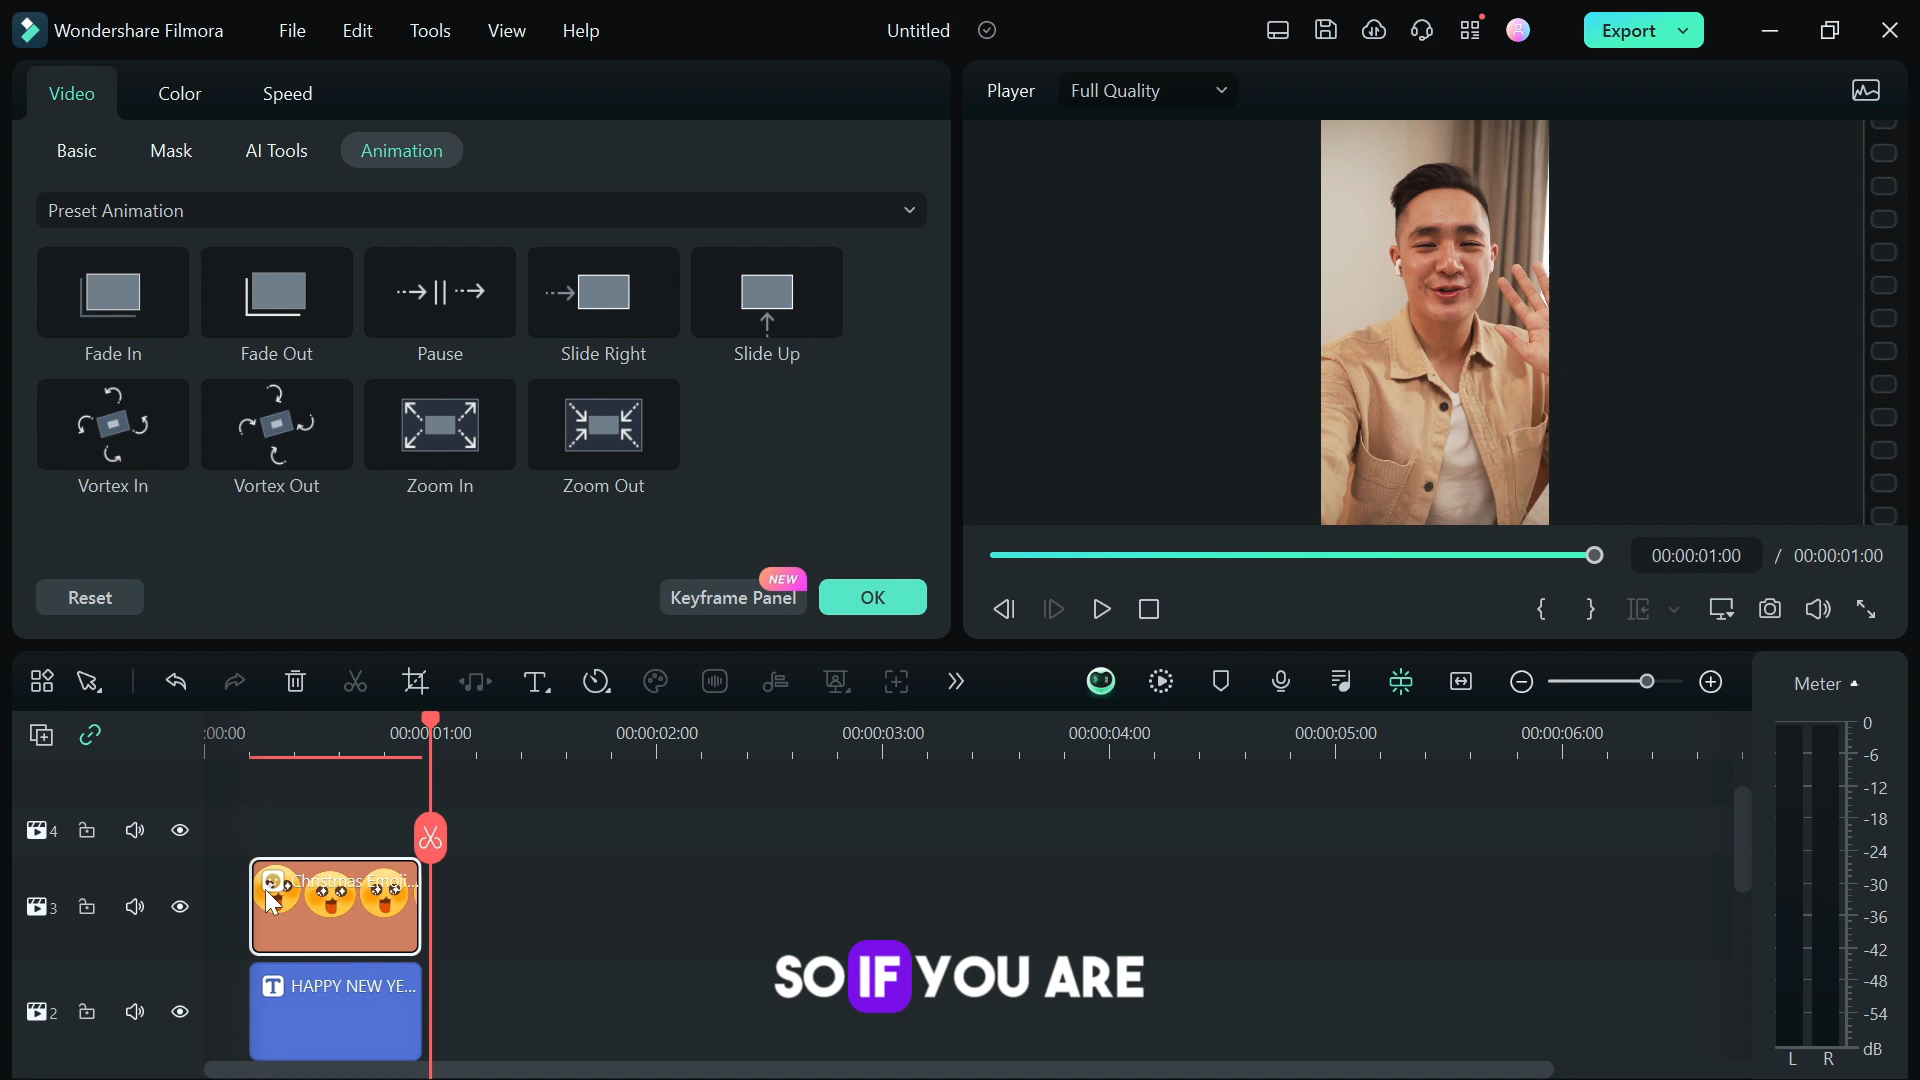 Wondershare Filmora
File
Edit
Tools
View
Help
Untitled
Export
Video
Color
Speed
Player
Full Quality
Basic
Mask
AI Tools
Animation
Preset Animation
Fade In
Fade Out
Pause
Slide Right
Slide Up
Vortex In
Vortex Out
Zoom In
Zoom Out
00:00:01:00
/
00:00:01:00
Reset
NEW
Keyframe Panel
OK
Meter
:00:00
00:00:01:00
00:00:02:00
00:00:03:00
00:00:04:00
00:00:05:00
00:00:06:00
0
-6
-12
-18
-24
-30
-36
-42
-48
-54
dB
L R
4
3
Christmas Emoji...
2
T HAPPY NEW YE...
SO IF YOU ARE